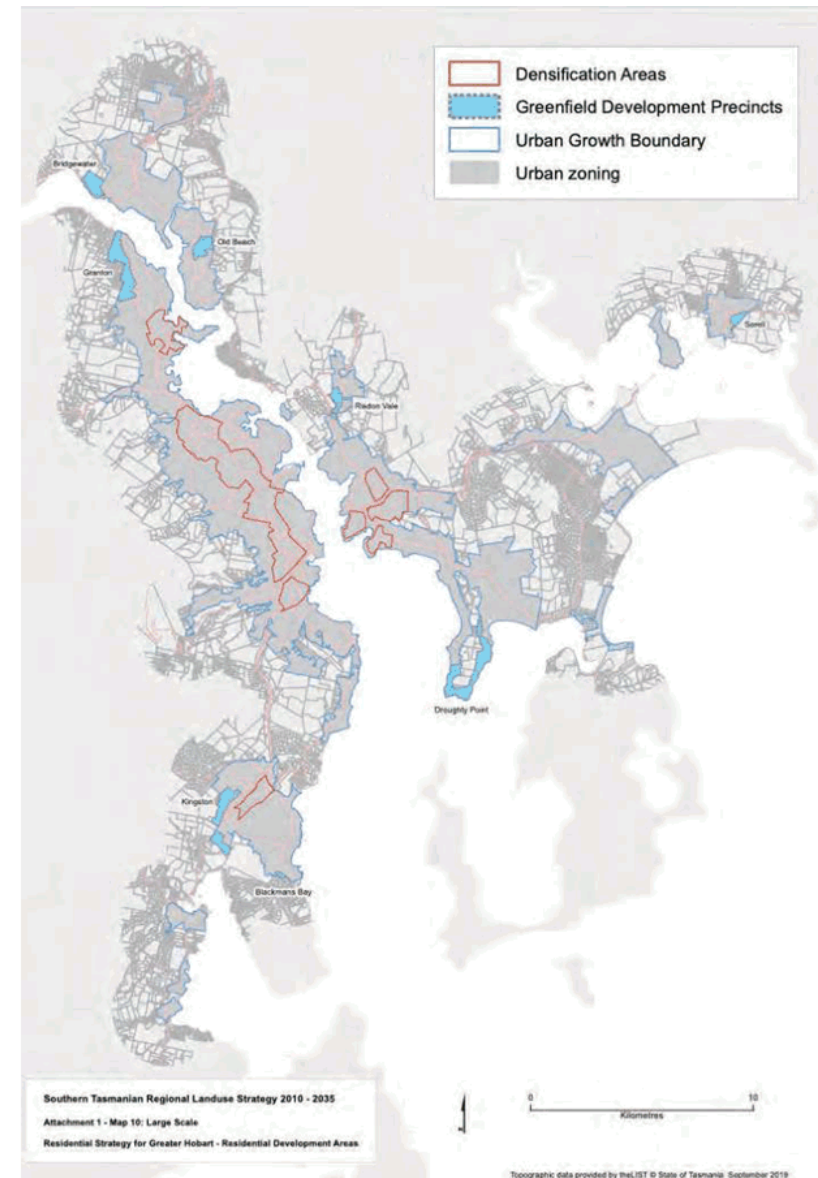 Densification Areas
Greenfield Development Precincts
Urban Growth Boundary
Urban zoning
Bridgewater
Old Beach
Granton
Sorell
Risdon Vale
Droughty Point
Kingston
Blackmans Bay
Southern Tasmanian Regional Landuse Strategy 2010 - 2035
Attachment 1 - Map 10: Large Scale
Residential Strategy for Greater Hobart - Residential Development Areas
0 10
Kilometres
Topographic data provided by theLIST © State of Tasmania September 2019